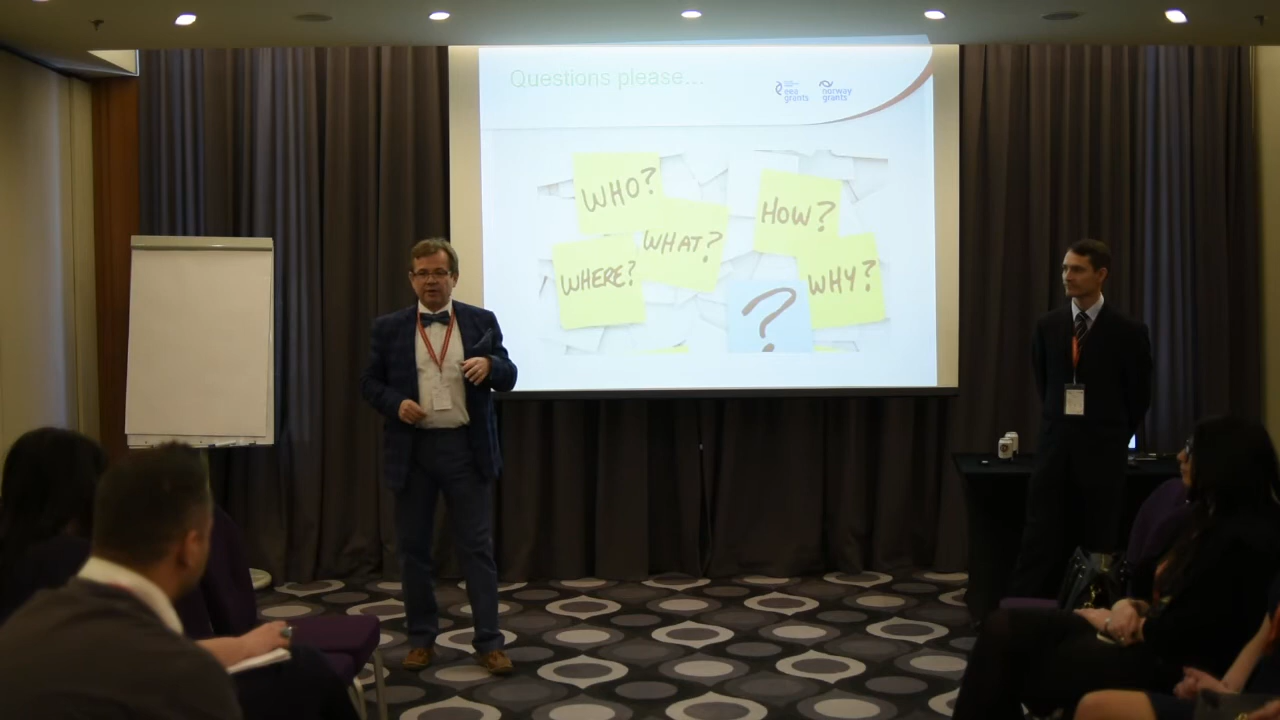 Questions please...
eea
grants
norway
grants
WHO?
WHAT?
WHERE?
HOW?
WHY?
?